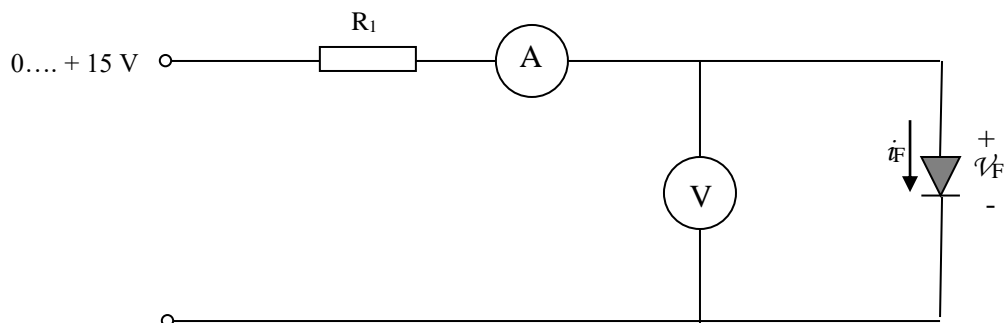 R₁
0.... + 15 V
A
V
iF
+
VF
-